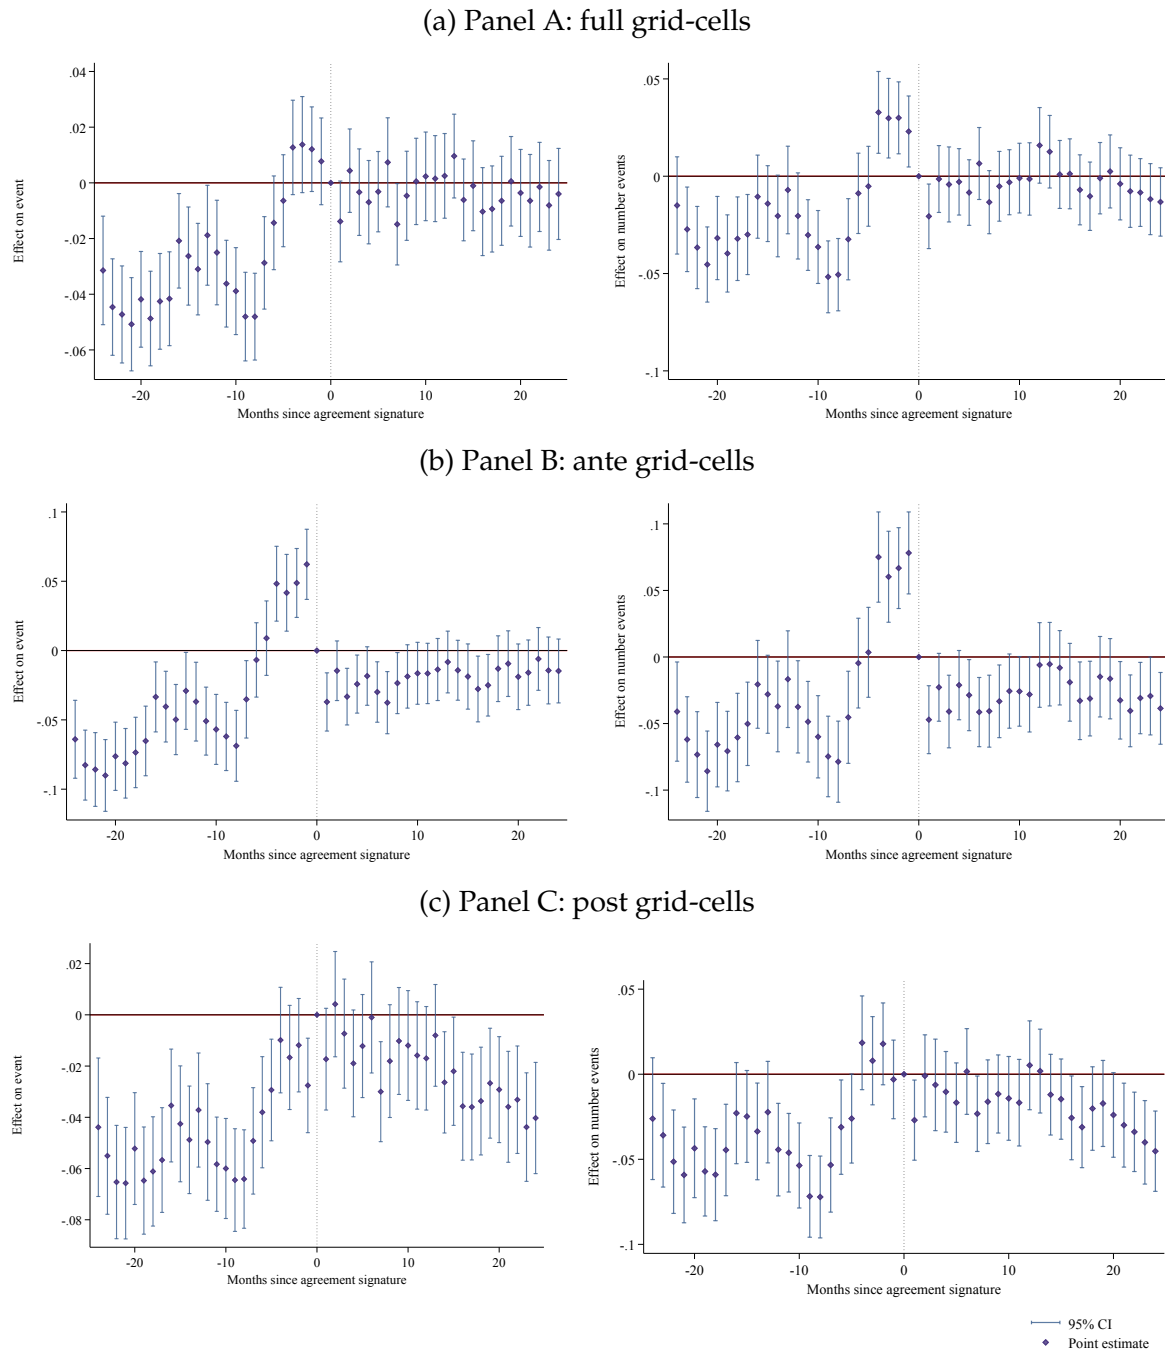 (a) Panel A: full grid-cells
.04
.02
0
-.02
-.04
-.06
Effect on event
-20 -10 0 10 20
Months since agreement signature
.05
0
-.05
-.1
Effect on number events
-20 -10 0 10 20
Months since agreement signature
(b) Panel B: ante grid-cells
.1
.05
0
-.05
-.1
Effect on event
-20 -10 0 10 20
Months since agreement signature
.1
.05
0
-.05
-.1
Effect on number events
-20 -10 0 10 20
Months since agreement signature
(c) Panel C: post grid-cells
.02
0
-.02
-.04
-.06
-.08
Effect on event
-20 -10 0 10 20
Months since agreement signature
.05
0
-.05
-.1
Effect on number events
-20 -10 0 10 20
Months since agreement signature
95% CI
Point estimate